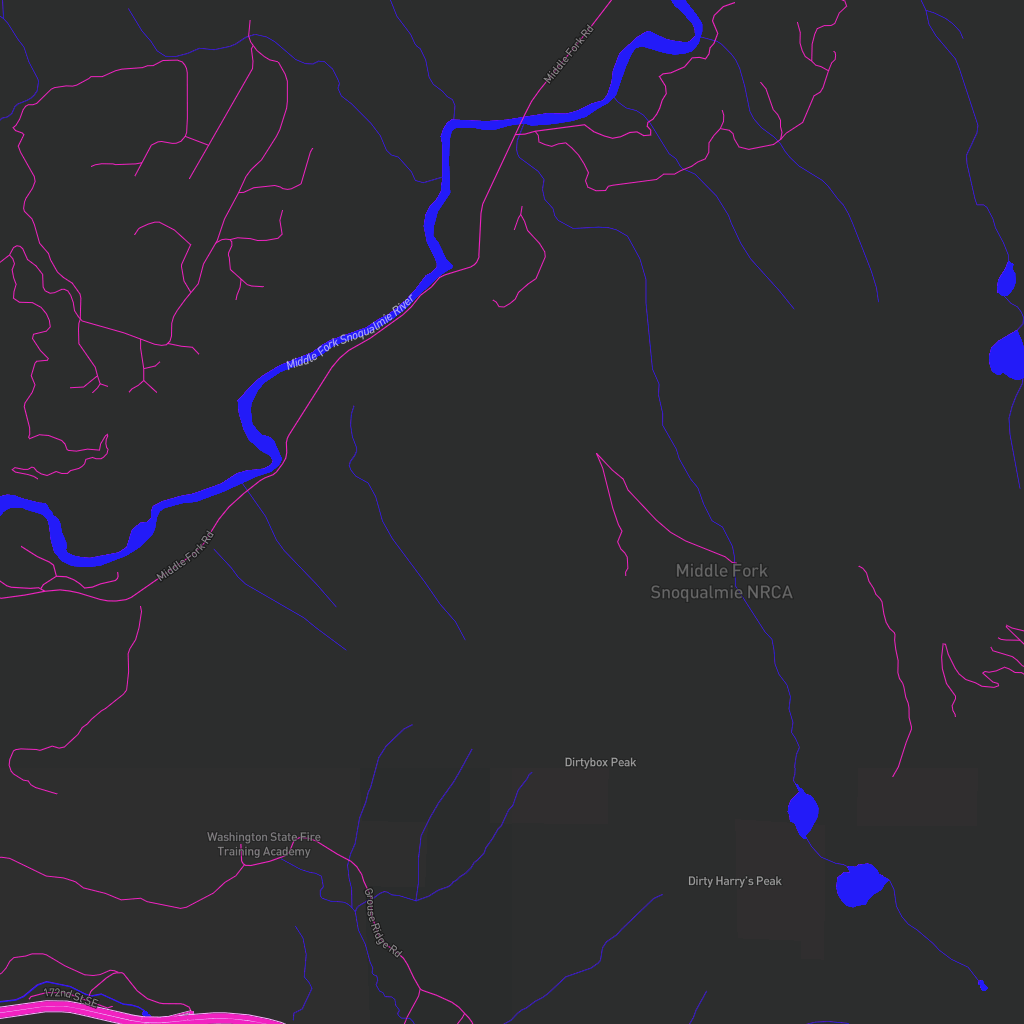 Middle Fork Rd
Middle Fork Snoqualmie River
Middle Fork Rd
Middle Fork
Snoqualmie NRCA
Dirtybox Peak
Washington State Fire
Training Academy
Dirty Harry's Peak
Grouse Ridge Rd
172nd St SE